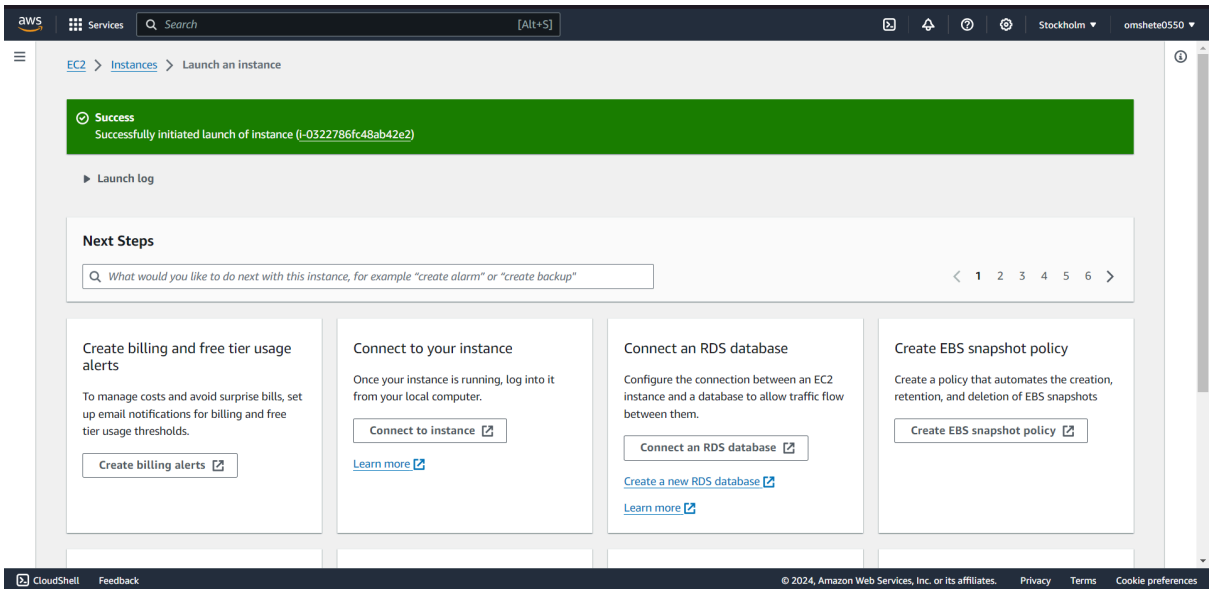 aws
Services
Search
[Alt+S]
Stockholm
omshete0550
EC2 > Instances > Launch an instance
Success
Successfully initiated launch of instance (i-0322786fc48ab42e2)
Launch log
Next Steps
What would you like to do next with this instance, for example “create alarm” or “create backup”
1 2 3 4 5 6
Create billing and free tier usage
alerts
To manage costs and avoid surprise bills, set
up email notifications for billing and free
tier usage thresholds.
Create billing alerts
Connect to your instance
Once your instance is running, log into it
from your local computer.
Connect to instance
Learn more
Connect an RDS database
Configure the connection between an EC2
instance and a database to allow traffic flow
between them.
Connect an RDS database
Create a new RDS database
Learn more
Create EBS snapshot policy
Create a policy that automates the creation,
retention, and deletion of EBS snapshots
Create EBS snapshot policy
CloudShell
Feedback
© 2024, Amazon Web Services, Inc. or its affiliates.
Privacy
Terms
Cookie preferences